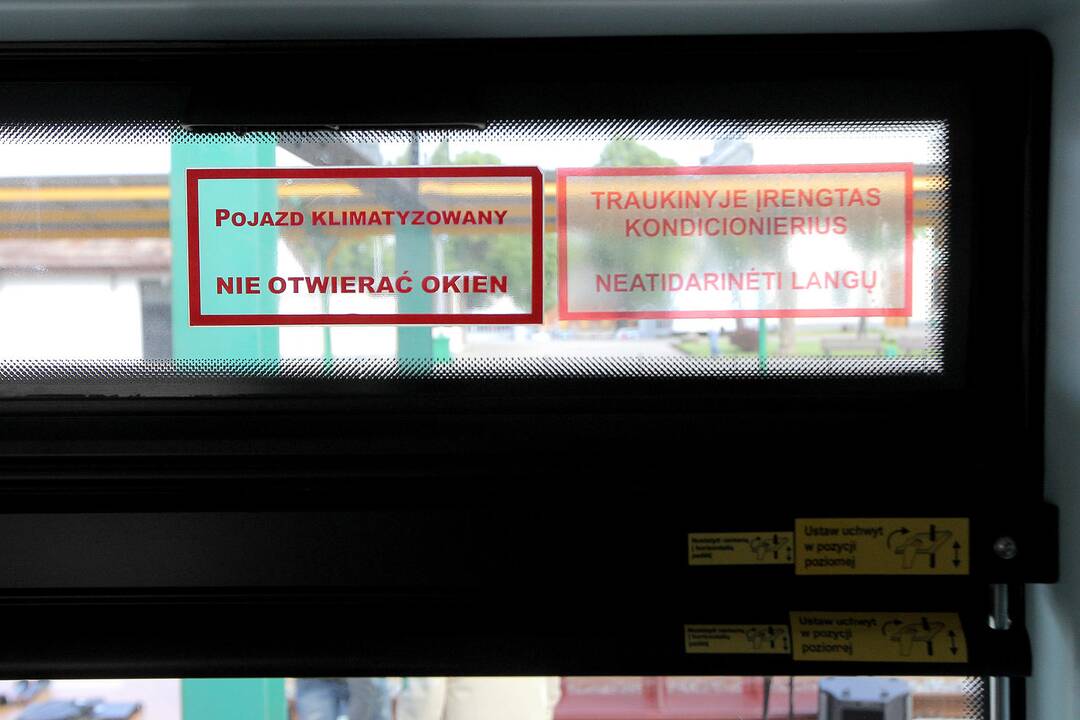 POJAZD KLIMATYZOWANY
NIE OTWIERAĆ OKIEN
TRAUKINYJE ĮRENGTAS
KONDICIONIERIUS
NEATIDARINĖTI LANGŲ
Ustaw uchwyt
w pozycji
poziomej
Ustaw uchwyt
w pozycji
poziomej